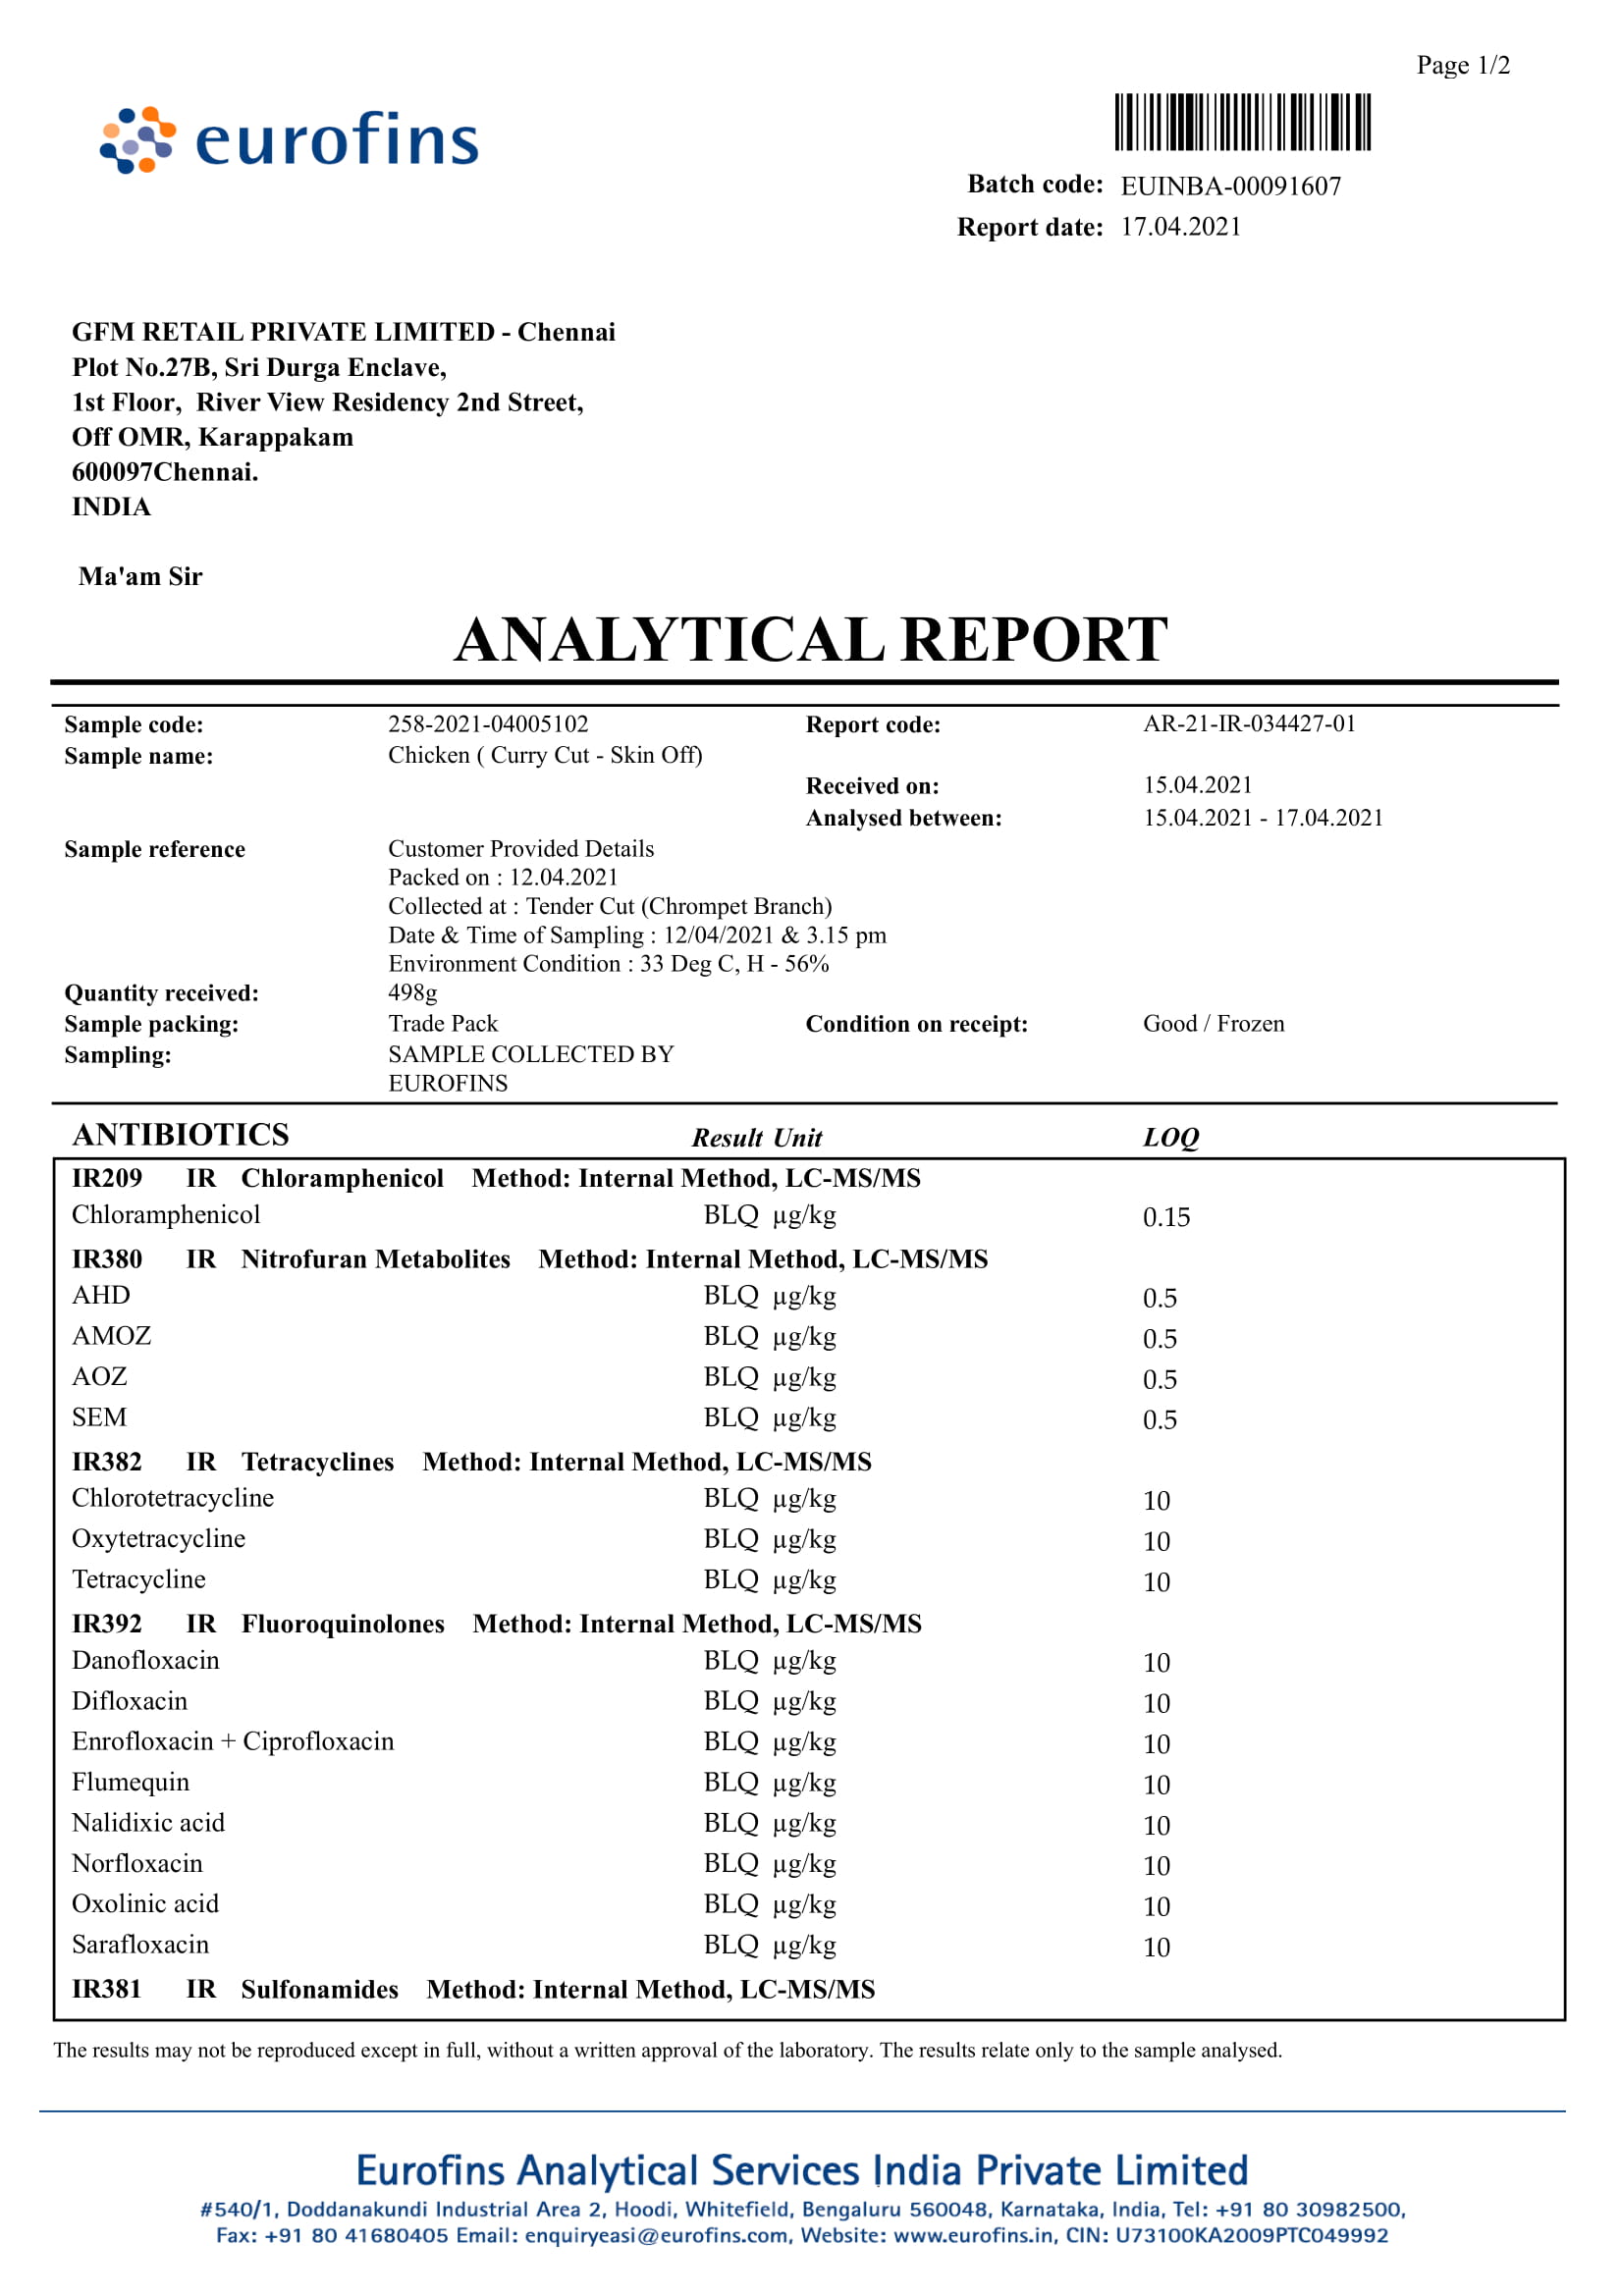 Page 1/2
eurofins
Batch code: EUINBA-00091607
Report date: 17.04.2021
GFM RETAIL PRIVATE LIMITED - Chennai
Plot No.27B, Sri Durga Enclave,
1st Floor, River View Residency 2nd Street,
Off OMR, Karappakam
600097Chennai.
INDIA
Ma'am Sir
ANALYTICAL REPORT
Sample code: 258-2021-04005102 Report code: AR-21-IR-034427-01
Sample name: Chicken ( Curry Cut - Skin Off)
Received on: 15.04.2021
Analysed between: 15.04.2021 - 17.04.2021
Sample reference Customer Provided Details
Packed on : 12.04.2021
Collected at : Tender Cut (Chrompet Branch)
Date & Time of Sampling : 12/04/2021 & 3.15 pm
Environment Condition : 33 Deg C, H - 56%
Quantity received: 498g
Sample packing: Trade Pack Condition on receipt: Good / Frozen
Sampling: SAMPLE COLLECTED BY
EUROFINS
ANTIBIOTICS Result Unit LOQ
IR209 IR Chloramphenicol Method: Internal Method, LC-MS/MS
Chloramphenicol BLQ µg/kg 0.15
IR380 IR Nitrofuran Metabolites Method: Internal Method, LC-MS/MS
AHD BLQ µg/kg 0.5
AMOZ BLQ µg/kg 0.5
AOZ BLQ µg/kg 0.5
SEM BLQ µg/kg 0.5
IR382 IR Tetracyclines Method: Internal Method, LC-MS/MS
Chlorotetracycline BLQ µg/kg 10
Oxytetracycline BLQ µg/kg 10
Tetracycline BLQ µg/kg 10
IR392 IR Fluoroquinolones Method: Internal Method, LC-MS/MS
Danofloxacin BLQ µg/kg 10
Difloxacin BLQ µg/kg 10
Enrofloxacin + Ciprofloxacin BLQ µg/kg 10
Flumequin BLQ µg/kg 10
Nalidixic acid BLQ µg/kg 10
Norfloxacin BLQ µg/kg 10
Oxolinic acid BLQ µg/kg 10
Sarafloxacin BLQ µg/kg 10
IR381 IR Sulfonamides Method: Internal Method, LC-MS/MS
The results may not be reproduced except in full, without a written approval of the laboratory. The results relate only to the sample analysed.
Eurofins Analytical Services India Private Limited
#540/1, Doddanakundi Industrial Area 2, Hoodi, Whitefield, Bengaluru 560048, Karnataka, India, Tel: +91 80 30982500,
Fax: +91 80 41680405 Email: enquiryeasi@eurofins.com, Website: www.eurofins.in, CIN: U73100KA2009PTC049992